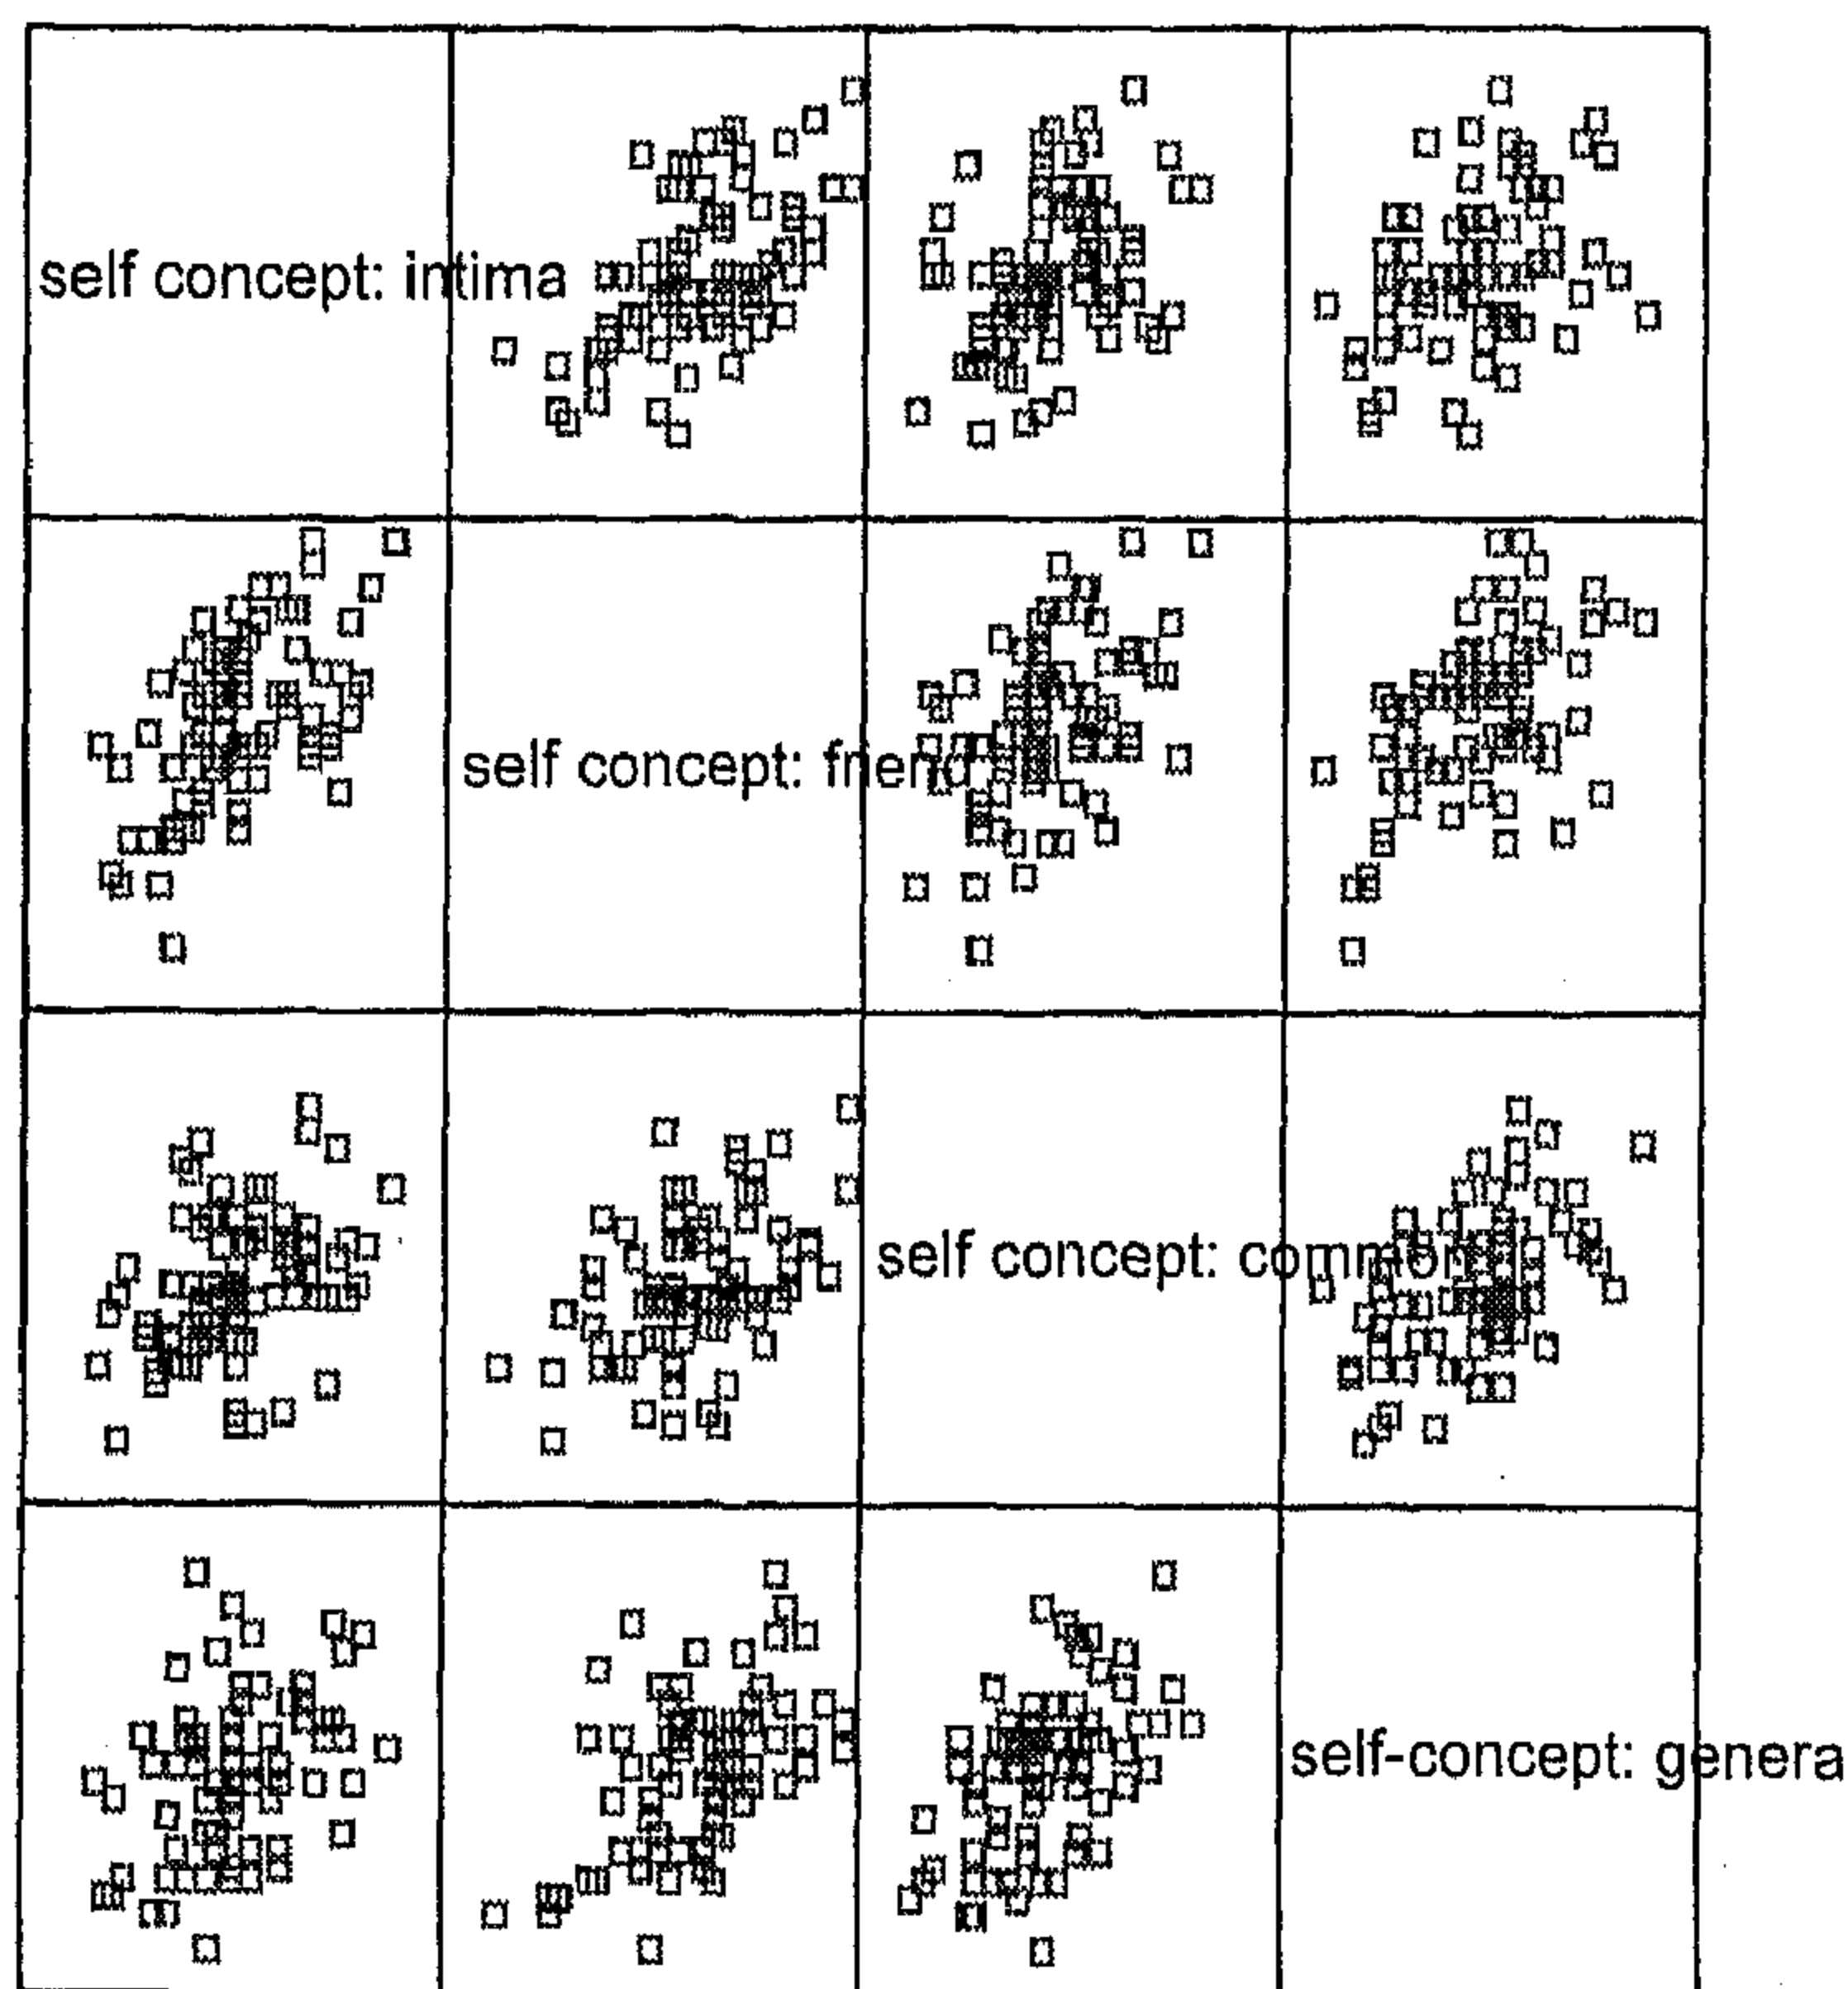 self concept: intima
self concept: friend
self concept: common
self-concept: genera